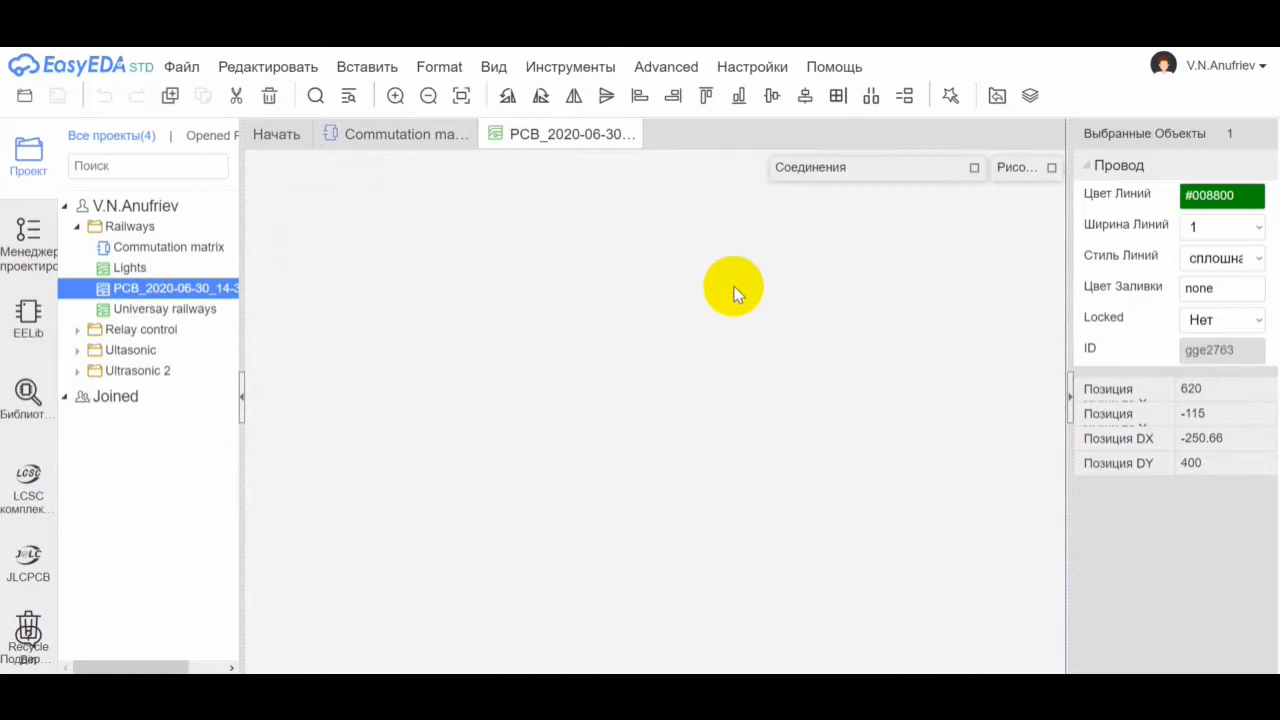 EasyEDA STD Файл Редактировать Вставить Format Вид Инструменты Advanced Настройки Помощь V.N.Anufriev
Все проекты(4) | Opened P
Начать Commutation ma... PCB_2020-06-30...
Выбранные Объекты 1
Проект
Поиск
Соединения Рисо...
Провод
Цвет Линий #008800
Ширина Линий 1
Стиль Линий сплошна
Цвет Заливки none
Locked Нет
ID gge2763
Позиция 620
Позиция -115
Позиция DX -250.66
Позиция DY 400
V.N.Anufriev
Railways
Commutation matrix
Lights
PCB_2020-06-30_14-3
Universay railways
Relay control
Ultasonic
Ultrasonic 2
Joined
Менеджер
проектиро
EELib
Библиот...
LCSC
LCSC
комплек...
J@LC
JLCPCB
Recycle
Поддер...